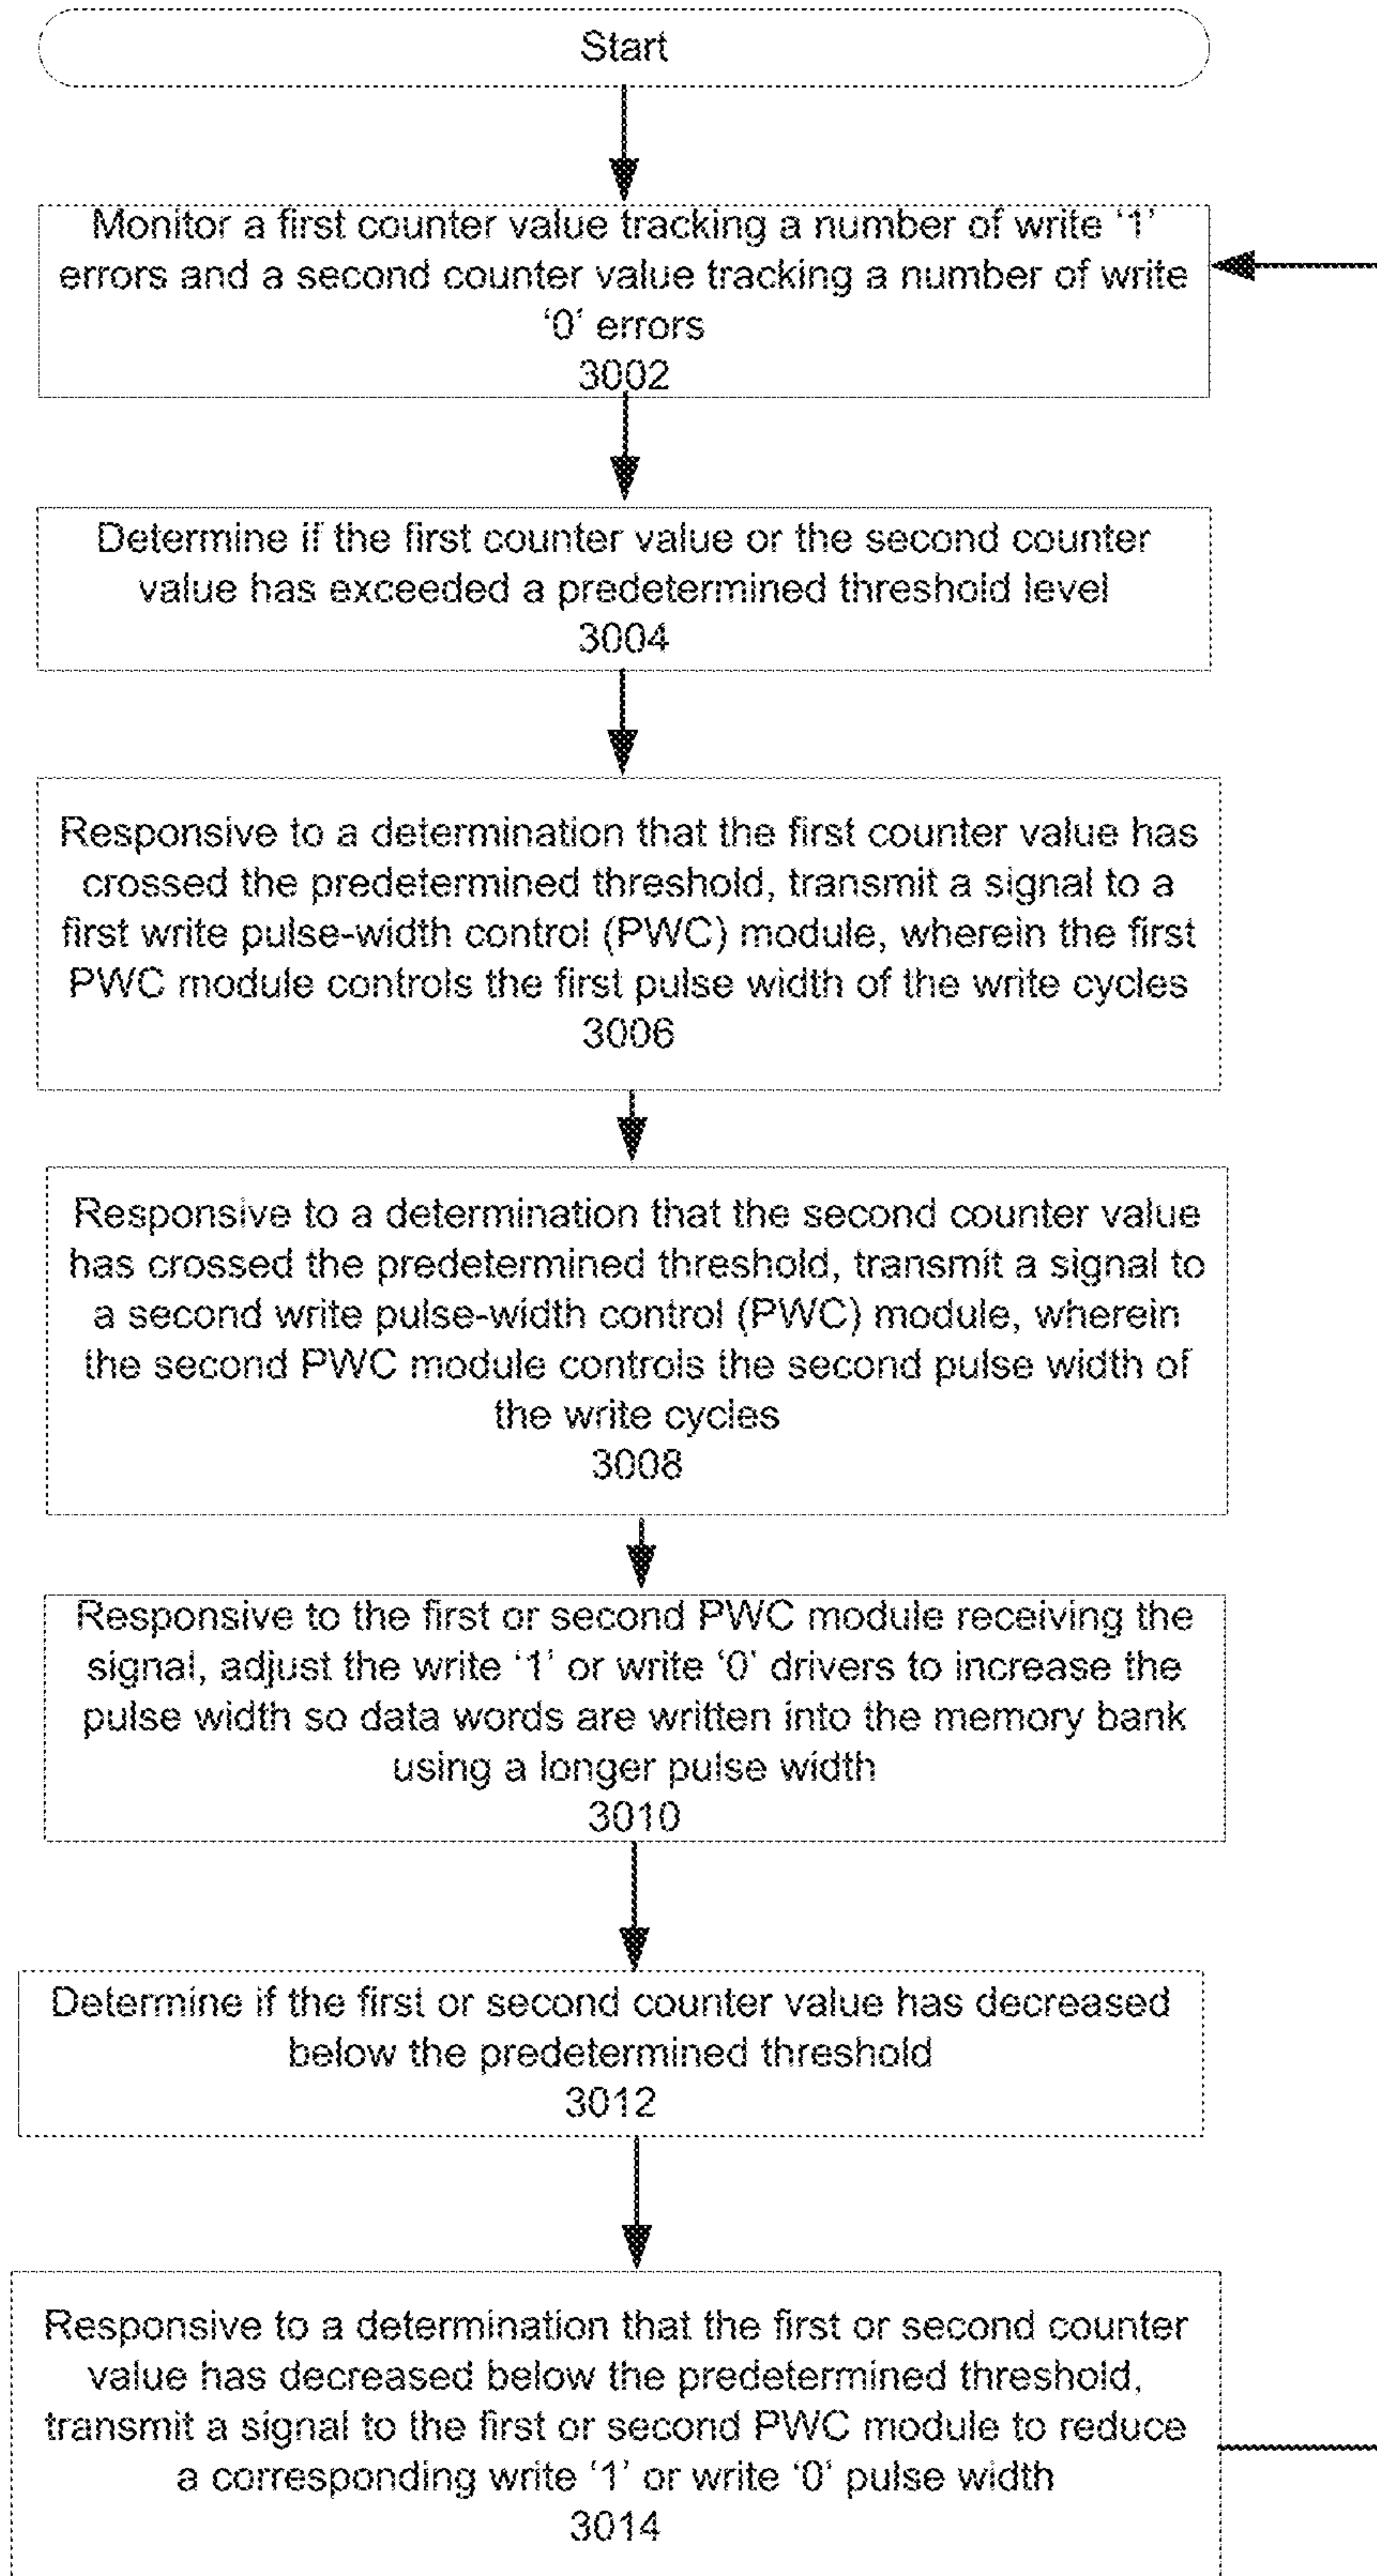 Start
Monitor a first counter value tracking a number of write ‘1’
errors and a second counter value tracking a number of write
‘0’ errors
3002
Determine if the first counter value or the second counter
value has exceeded a predetermined threshold level
3004
Responsive to a determination that the first counter value has
crossed the predetermined threshold, transmit a signal to a
first write pulse-width control (PWC) module, wherein the first
PWC module controls the first pulse width of the write cycles
3006
Responsive to a determination that the second counter value
has crossed the predetermined threshold, transmit a signal to
a second write pulse-width control (PWC) module, wherein
the second PWC module controls the second pulse width of
the write cycles
3008
Responsive to the first or second PWC module receiving the
signal, adjust the write ‘1’ or write ‘0’ drivers to increase the
pulse width so data words are written into the memory bank
using a longer pulse width
3010
Determine if the first or second counter value has decreased
below the predetermined threshold
3012
Responsive to a determination that the first or second counter
value has decreased below the predetermined threshold,
transmit a signal to the first or second PWC module to reduce
a corresponding write ‘1’ or write ‘0’ pulse width
3014